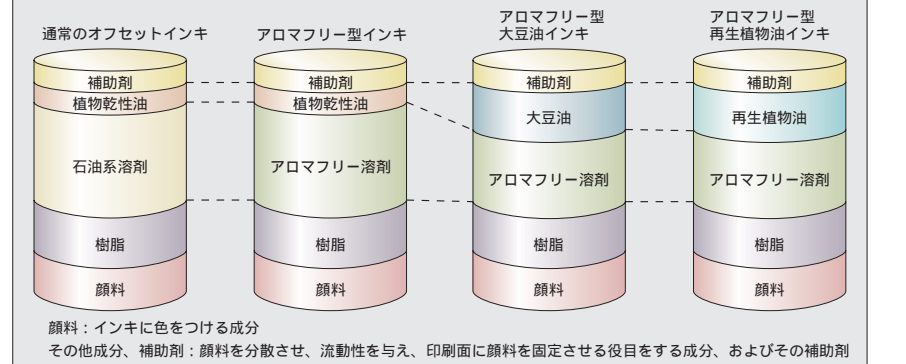 通常のオフセットインキ
補助剤
植物乾性油
石油系溶剤
樹脂
顔料
アロマフリー型インキ
補助剤
植物乾性油
アロマフリー溶剤
樹脂
顔料
アロマフリー型
大豆油インキ
補助剤
大豆油
アロマフリー溶剤
樹脂
顔料
アロマフリー型
再生植物油インキ
補助剤
再生植物油
アロマフリー溶剤
樹脂
顔料
顔料：インキに色をつける成分
その他成分、補助剤：顔料を分散させ、流動性を与え、印刷面に顔料を固定させる役目をする成分、およびその補助剤